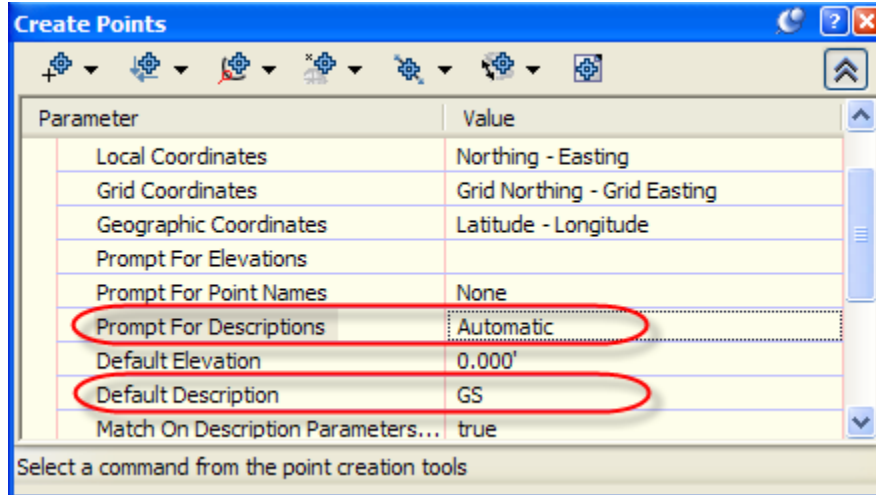 Create Points
Parameter Value
Local Coordinates Northing - Easting
Grid Coordinates Grid Northing - Grid Easting
Geographic Coordinates Latitude - Longitude
Prompt For Elevations
Prompt For Point Names None
Prompt For Descriptions Automatic
Default Elevation 0.000'
Default Description GS
Match On Description Parameters... true
Select a command from the point creation tools